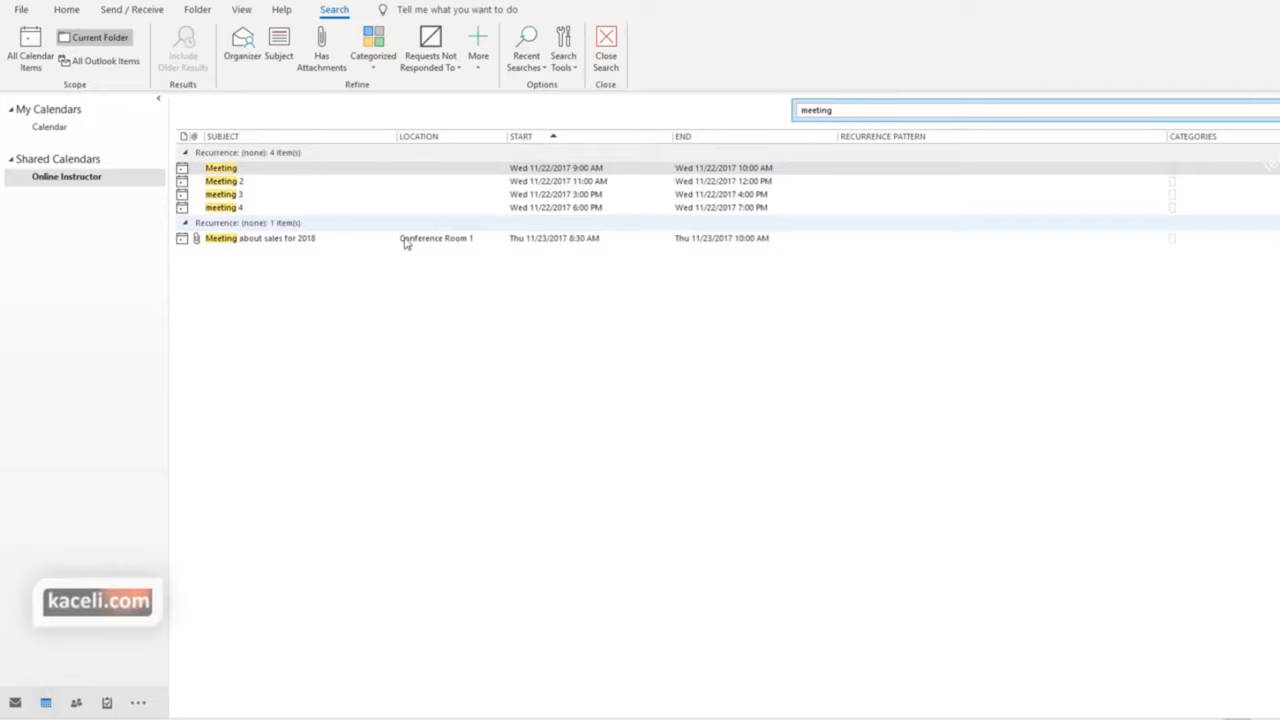 File Home Send / Receive Folder View Help Search Tell me what you want to do
All Calendar Items
Current Folder
All Outlook Items
Include Older Results
Organizer
Subject
Has Attachments
Categorized
Requests Not Responded To
More
Recent Searches
Search Tools
Close Search
Scope Results Refine Options Close
My Calendars
Calendar
Shared Calendars
Online Instructor
meeting
SUBJECT LOCATION START END RECURRENCE PATTERN CATEGORIES
Recurrence: (none): 4 item(s)
Meeting Wed 11/22/2017 9:00 AM Wed 11/22/2017 10:00 AM
Meeting 2 Wed 11/22/2017 11:00 AM Wed 11/22/2017 12:00 PM
meeting 3 Wed 11/22/2017 3:00 PM Wed 11/22/2017 4:00 PM
meeting 4 Wed 11/22/2017 6:00 PM Wed 11/22/2017 7:00 PM
Recurrence: (none): 1 item(s)
Meeting about sales for 2018 Conference Room 1 Thu 11/23/2017 8:30 AM Thu 11/23/2017 10:00 AM
kaceli.com